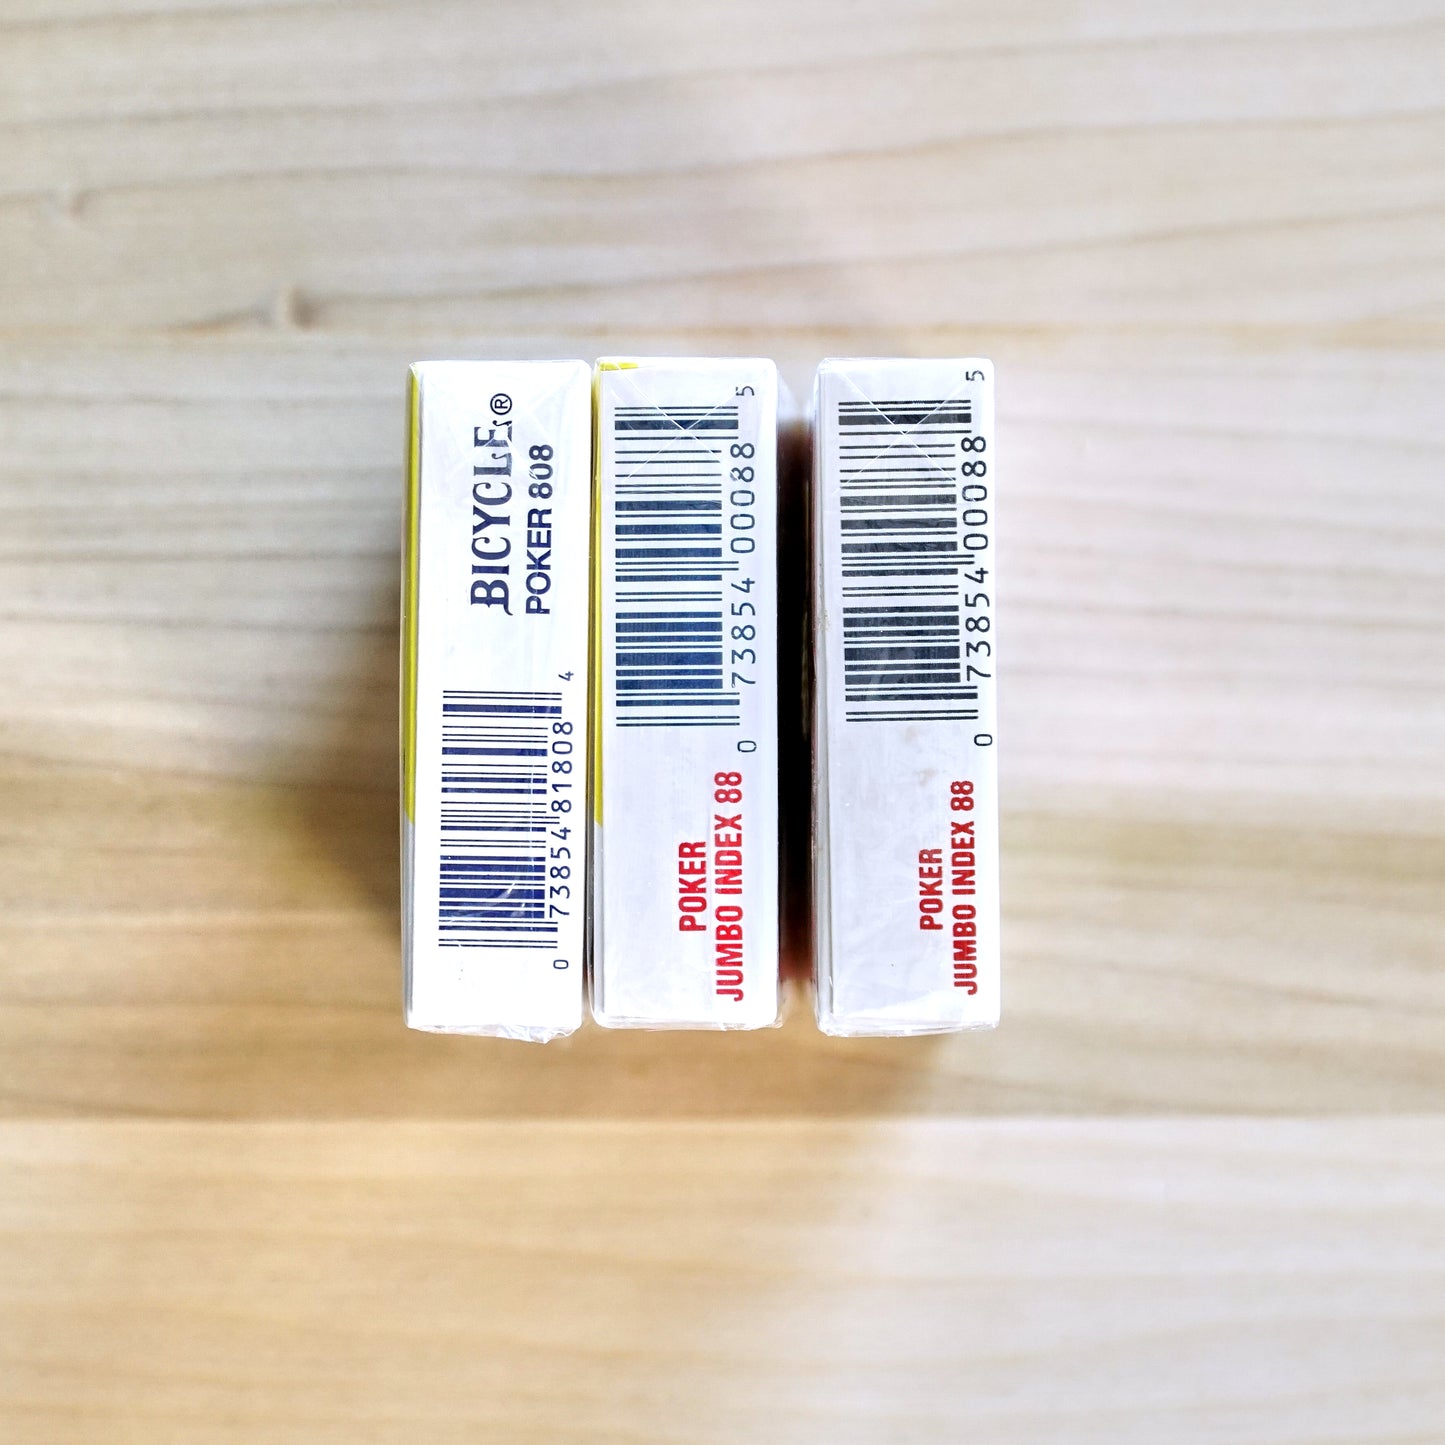 BICYCLE®
POKER 808
0 73854 81808 4
POKER
JUMBO INDEX 88
0 73854 00088 5
POKER
JUMBO INDEX 88
0 73854 00088 5